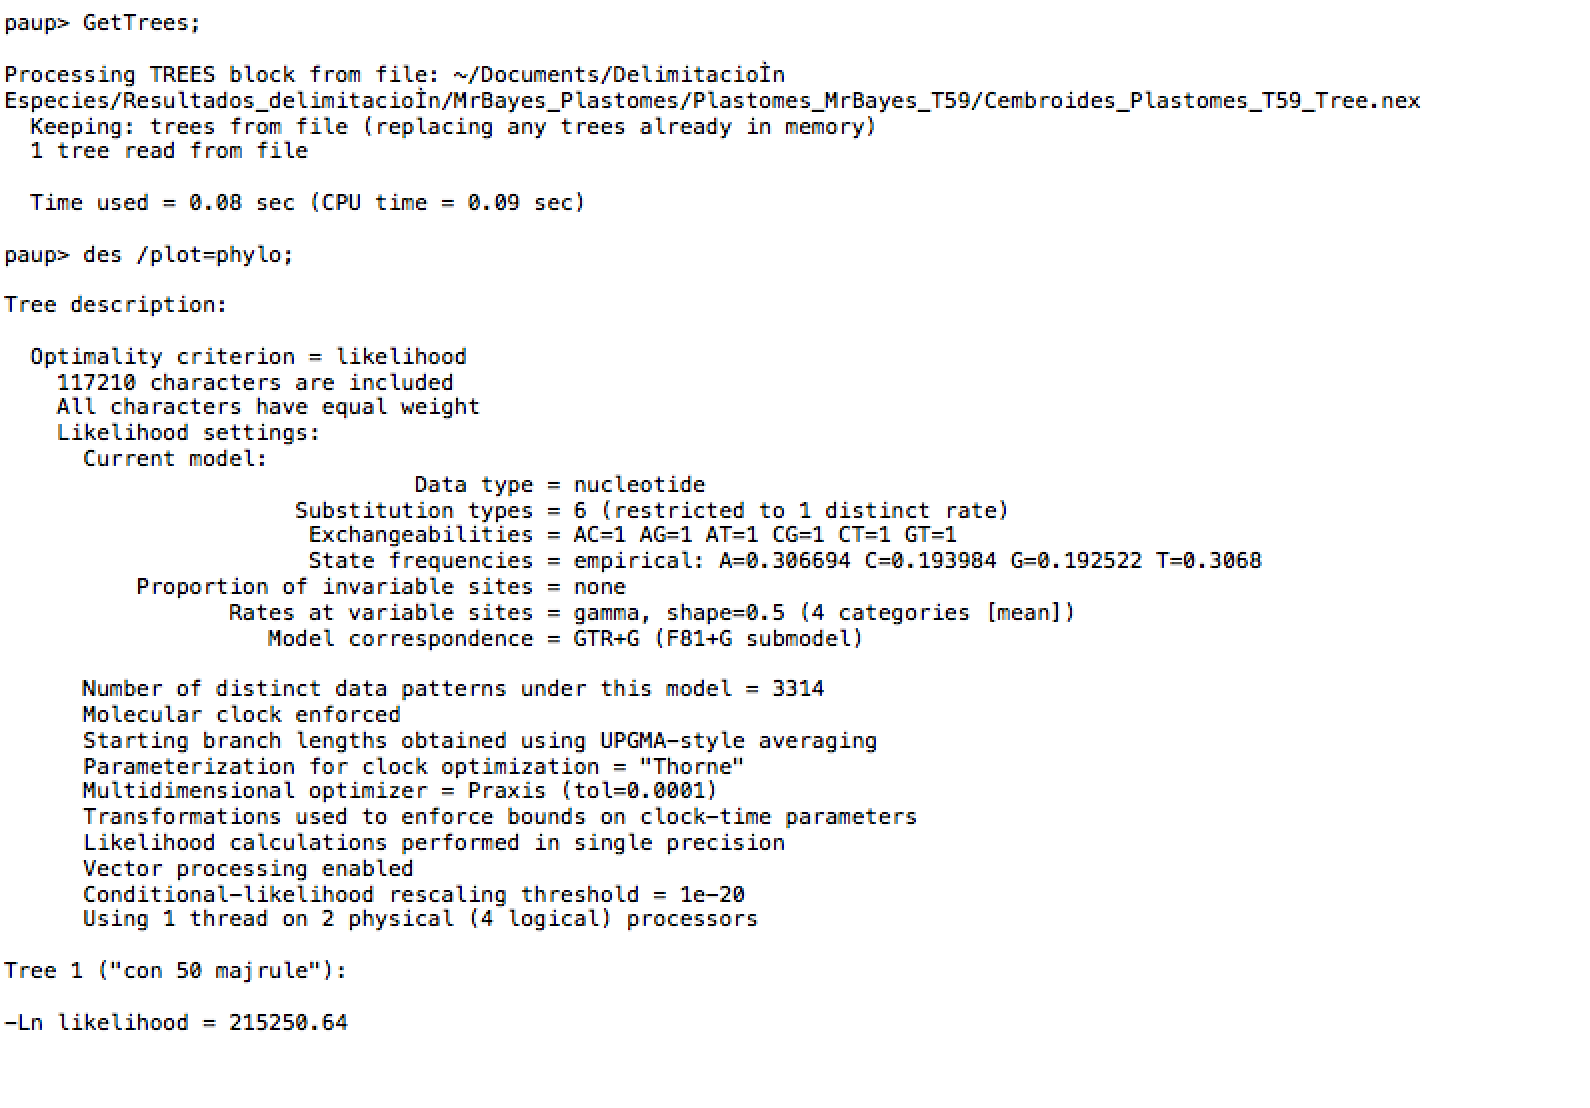 paup> GetTrees;
Processing TREES block from file: ~/Documents/Delimitacioİn
Especies/Resultados_delimitacioİn/MrBayes_Plastomes/Plastomes_MrBayes_T59/Cembroides_Plastomes_T59_Tree.nex
Keeping: trees from file (replacing any trees already in memory)
1 tree read from file
Time used = 0.08 sec (CPU time = 0.09 sec)
paup> des /plot=phylo;
Tree description:
Optimality criterion = likelihood
117210 characters are included
All characters have equal weight
Likelihood settings:
Current model:
Data type = nucleotide
Substitution types = 6 (restricted to 1 distinct rate)
Exchangeabilities = AC=1 AG=1 AT=1 CG=1 CT=1 GT=1
State frequencies = empirical: A=0.306694 C=0.193984 G=0.192522 T=0.3068
Proportion of invariable sites = none
Rates at variable sites = gamma, shape=0.5 (4 categories [mean])
Model correspondence = GTR+G (F81+G submodel)
Number of distinct data patterns under this model = 3314
Molecular clock enforced
Starting branch lengths obtained using UPGMA-style averaging
Parameterization for clock optimization = "Thorne"
Multidimensional optimizer = Praxis (tol=0.0001)
Transformations used to enforce bounds on clock-time parameters
Likelihood calculations performed in single precision
Vector processing enabled
Conditional-likelihood rescaling threshold = 1e-20
Using 1 thread on 2 physical (4 logical) processors
Tree 1 ("con 50 majrule"):
-Ln likelihood = 215250.64